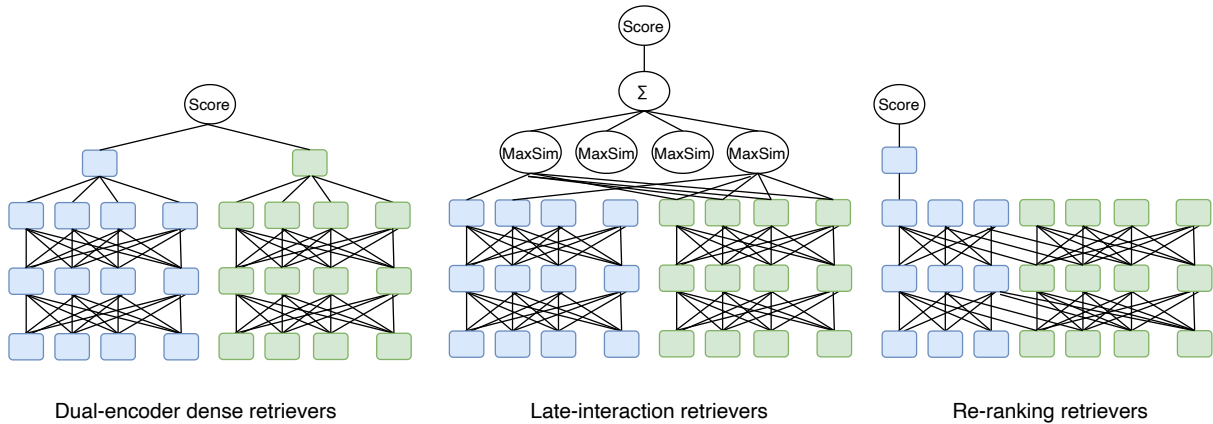 Score
Dual-encoder dense retrievers
Score
Σ
MaxSim MaxSim MaxSim MaxSim
Late-interaction retrievers
Score
Re-ranking retrievers